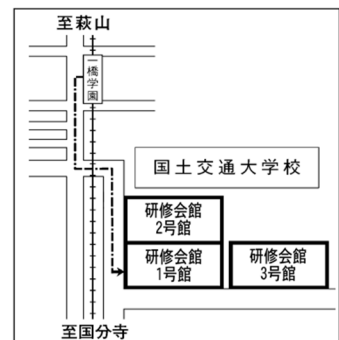 至萩山
一橋学園
国土交通大学校
研修会館
2号館
研修会館
1号館
研修会館
3号館
至国分寺